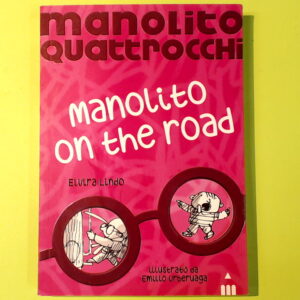 manolito
QUattrocchi
manolito
on the road
Elvira Lindo
illustrato da
Emilio Urberuaga